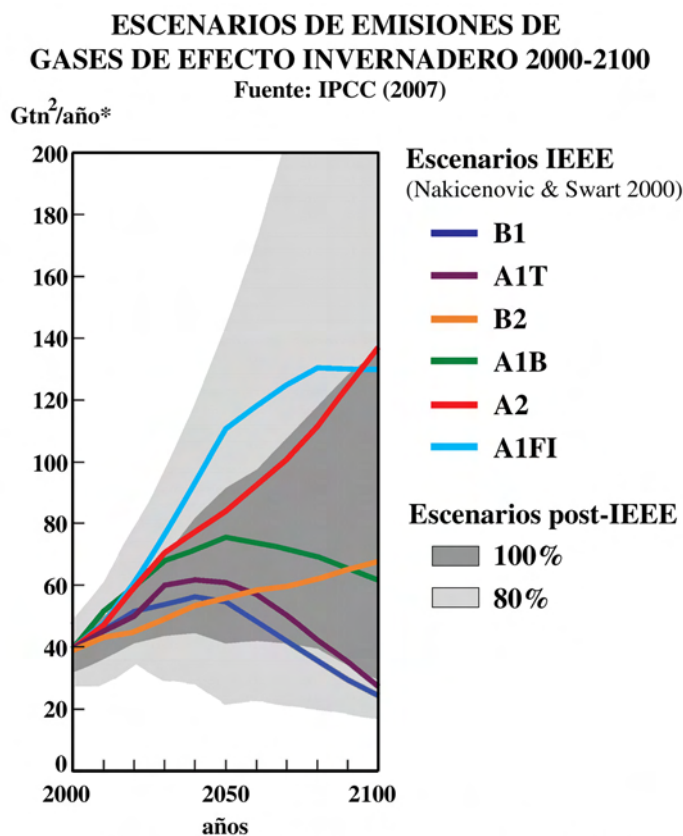 ESCENARIOS DE EMISIONES DE
GASES DE EFECTO INVERNADERO 2000-2100
Fuente: IPCC (2007)
Gtn²/año*
200
180
160
140
120
100
80
60
40
20
0
2000
2050
2100
años
Escenarios IEEE
(Nakicenovic & Swart 2000)
B1
A1T
B2
A1B
A2
A1FI
Escenarios post-IEEE
100%
80%